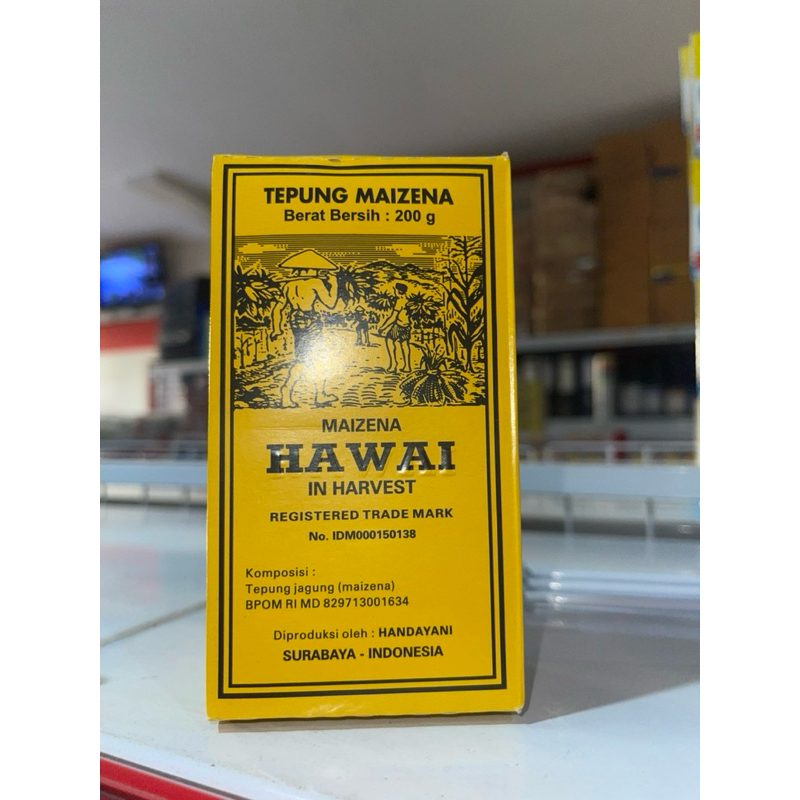 TEPUNG MAIZENA
Berat Bersih : 200 g
MAIZENA
HAWAI
IN HARVEST
REGISTERED TRADE MARK
No. IDM000150138
Komposisi :
Tepung jagung (maizena)
BPOM RI MD 829713001634
Diproduksi oleh : HANDAYANI
SURABAYA - INDONESIA